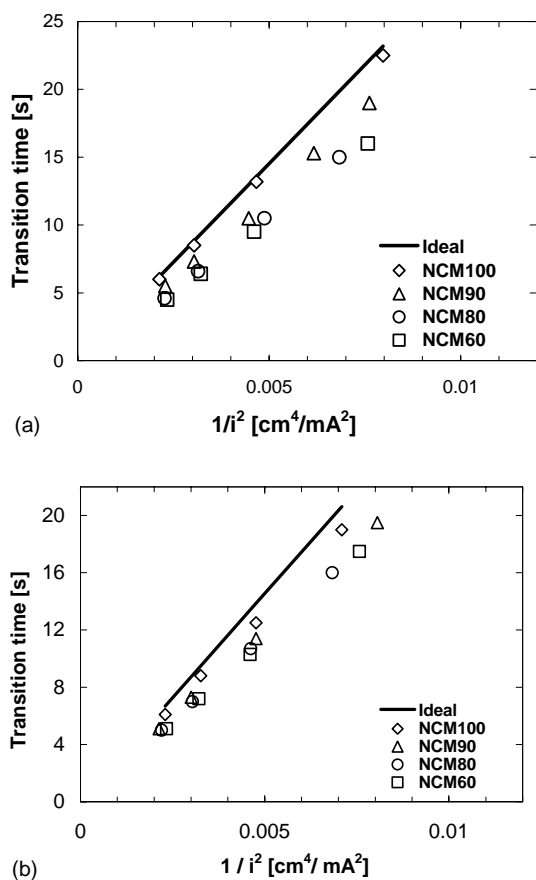 25
20
15
10
5
0
Transition time [s]
Ideal
NCM100
NCM90
NCM80
NCM60
0
0.005
0.01
(a)
1/i² [cm⁴/mA²]
20
16
12
8
4
0
Transition time [s]
Ideal
NCM100
NCM90
NCM80
NCM60
0
0.005
0.01
(b)
1 / i² [cm⁴/ mA²]